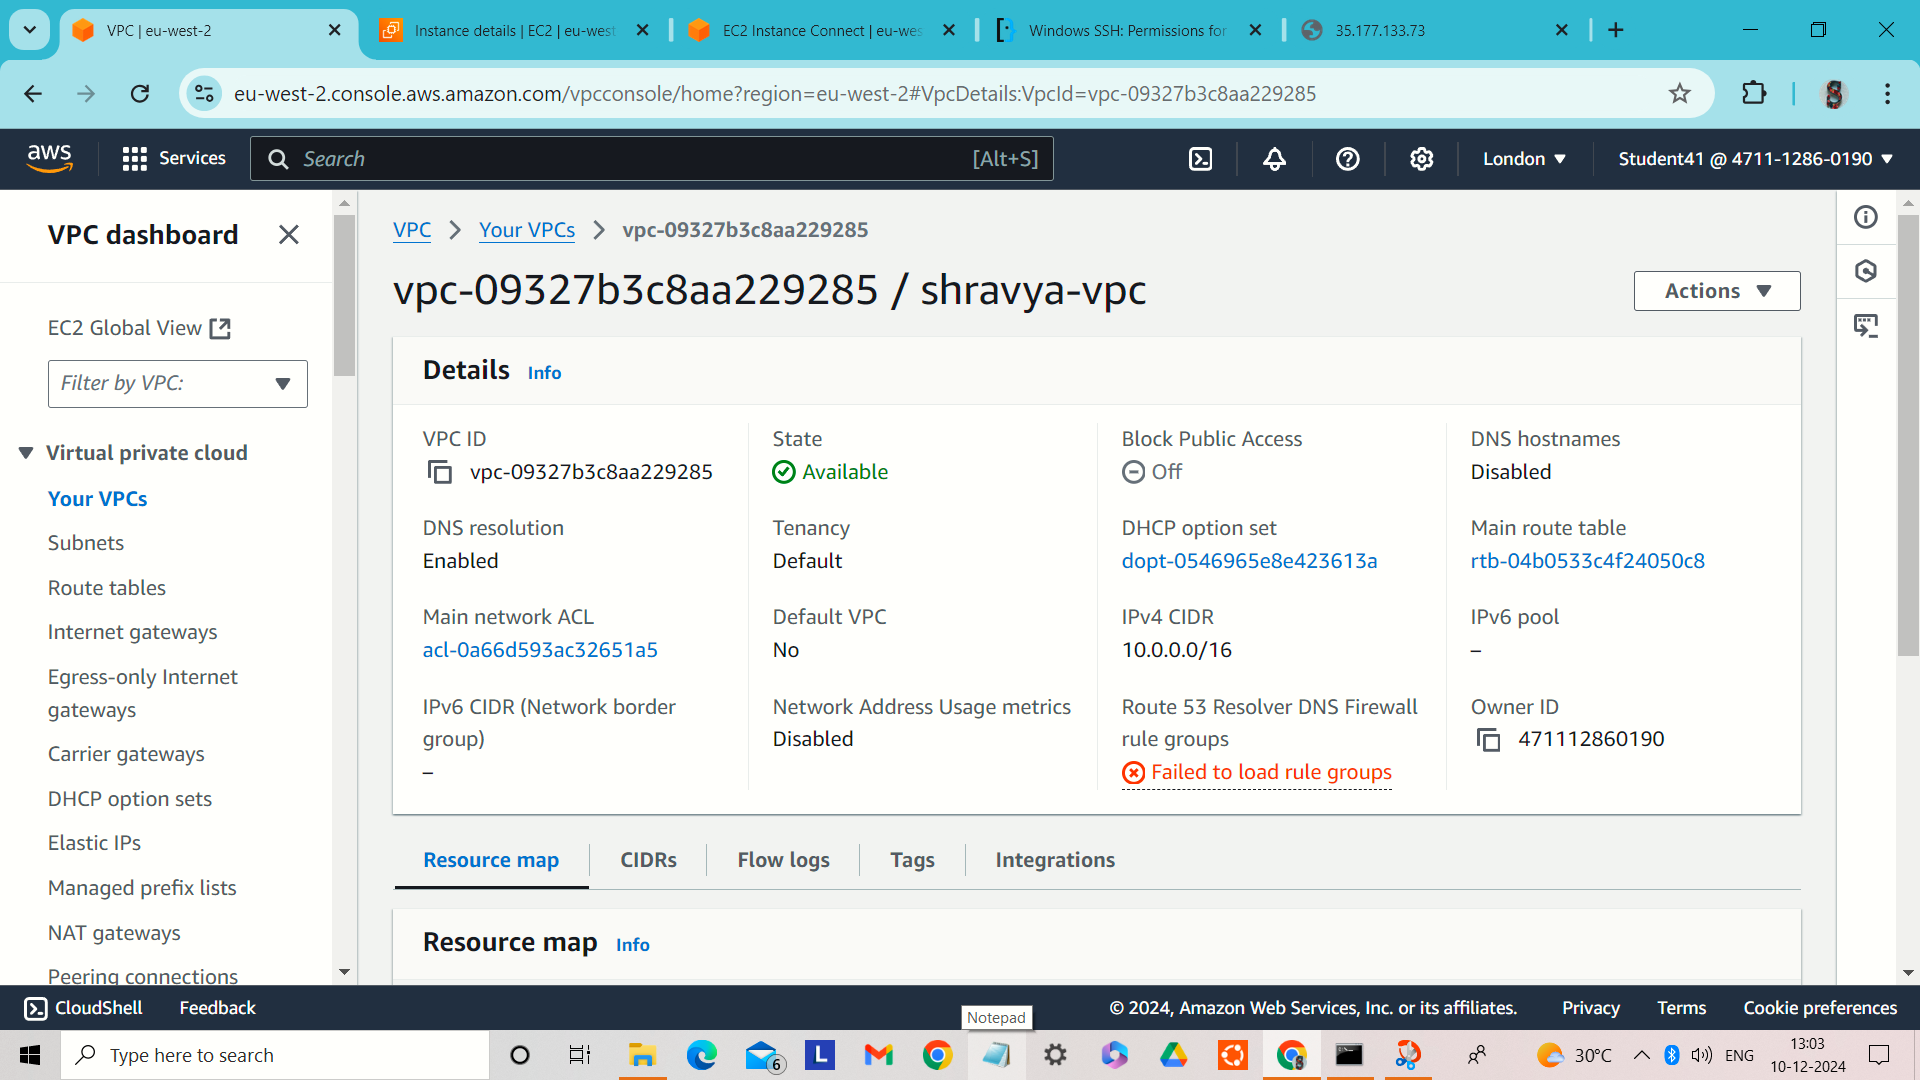 VPC | eu-west-2
Instance details | EC2 | eu-west
EC2 Instance Connect | eu-wes
Windows SSH: Permissions for
35.177.133.73
eu-west-2.console.aws.amazon.com/vpcconsole/home?region=eu-west-2#VpcDetails:VpcId=vpc-09327b3c8aa229285
aws
Services
Search
[Alt+S]
London
Student41 @ 4711-1286-0190
VPC dashboard
EC2 Global View
Filter by VPC:
Virtual private cloud
Your VPCs
Subnets
Route tables
Internet gateways
Egress-only Internet
gateways
Carrier gateways
DHCP option sets
Elastic IPs
Managed prefix lists
NAT gateways
Peering connections
VPC
Your VPCs
vpc-09327b3c8aa229285
vpc-09327b3c8aa229285 / shravya-vpc
Actions
Details Info
VPC ID
vpc-09327b3c8aa229285
State
Available
Block Public Access
Off
DNS hostnames
Disabled
DNS resolution
Enabled
Tenancy
Default
DHCP option set
dopt-0546965e8e423613a
Main route table
rtb-04b0533c4f24050c8
Main network ACL
acl-0a66d593ac32651a5
Default VPC
No
IPv4 CIDR
10.0.0.0/16
IPv6 pool
–
IPv6 CIDR (Network border
group)
–
Network Address Usage metrics
Disabled
Route 53 Resolver DNS Firewall
rule groups
Failed to load rule groups
Owner ID
471112860190
Resource map
CIDRs
Flow logs
Tags
Integrations
Resource map Info
CloudShell
Feedback
© 2024, Amazon Web Services, Inc. or its affiliates.
Privacy
Terms
Cookie preferences
Notepad
Type here to search
6
L
30°C
ENG
13:03
10-12-2024